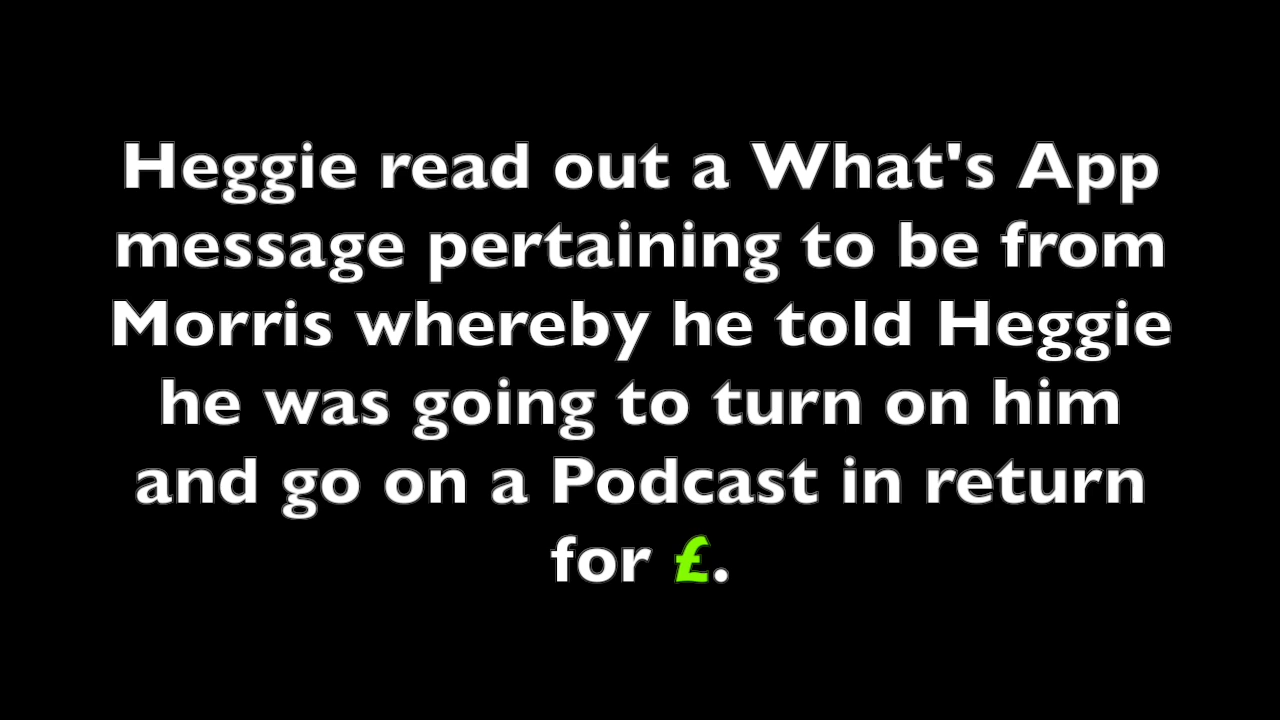 Heggie read out a What's App
message pertaining to be from
Morris whereby he told Heggie
he was going to turn on him
and go on a Podcast in return
for £.